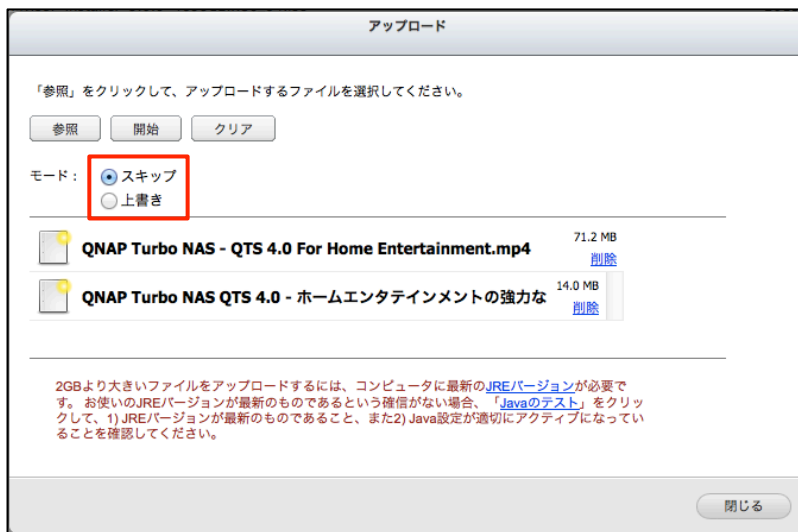 アップロード
「参照」をクリックして、アップロードするファイルを選択してください。
参照 開始 クリア
モード： スキップ
上書き
QNAP Turbo NAS - QTS 4.0 For Home Entertainment.mp4 71.2 MB
削除
QNAP Turbo NAS QTS 4.0 - ホームエンタテインメントの強力な 14.0 MB
削除
2GBより大きいファイルをアップロードするには、コンピュータに最新のJREバージョンが必要で
す。 お使いのJREバージョンが最新のものであるという確信がない場合、「Javaのテスト」をクリッ
クして、1) JREバージョンが最新のものであること、また2) Java設定が適切にアクティブになってい
ることを確認してください。
閉じる